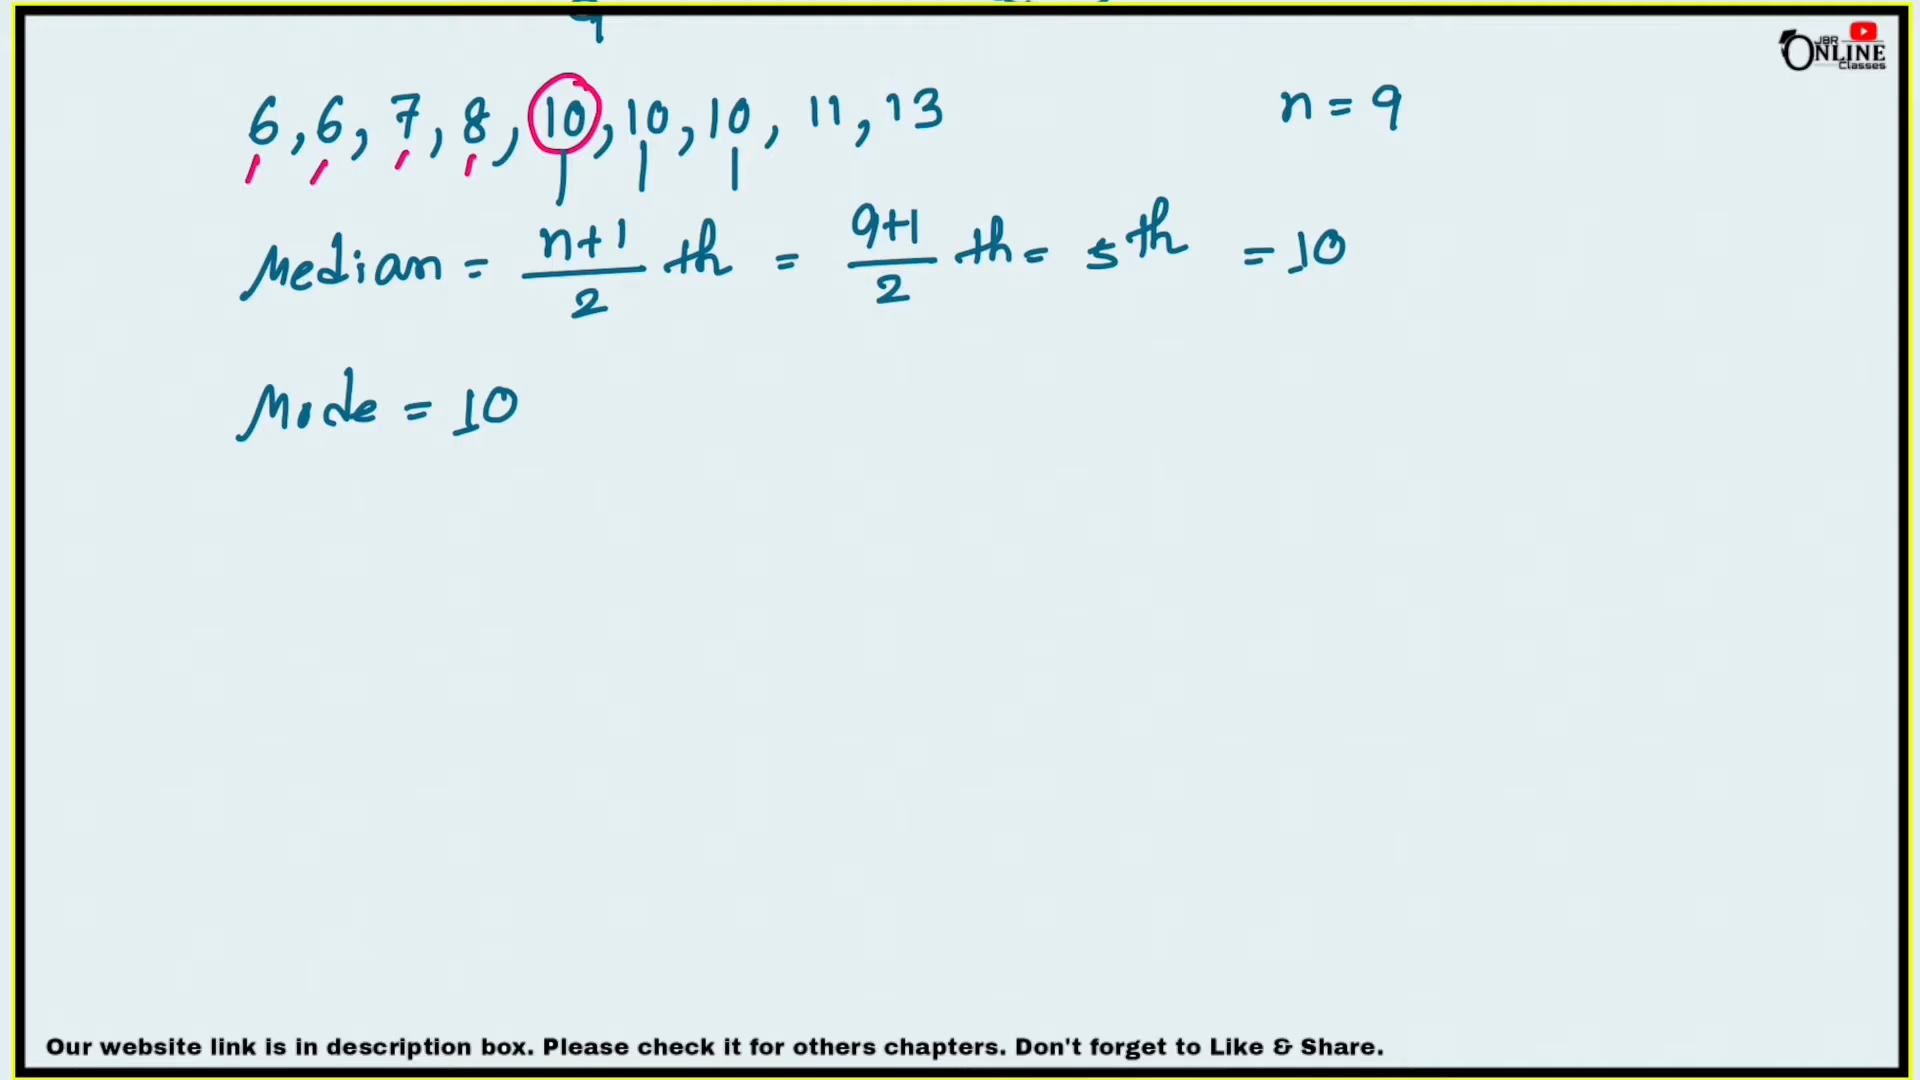 JBR ONLINE Classes
9
6, 6, 7, 8, 10, 10, 10, 11, 13 n = 9
Median = n+1/2 th = 9+1/2 th = 5th = 10
Mode = 10
Our website link is in description box. Please check it for others chapters. Don't forget to Like & Share.